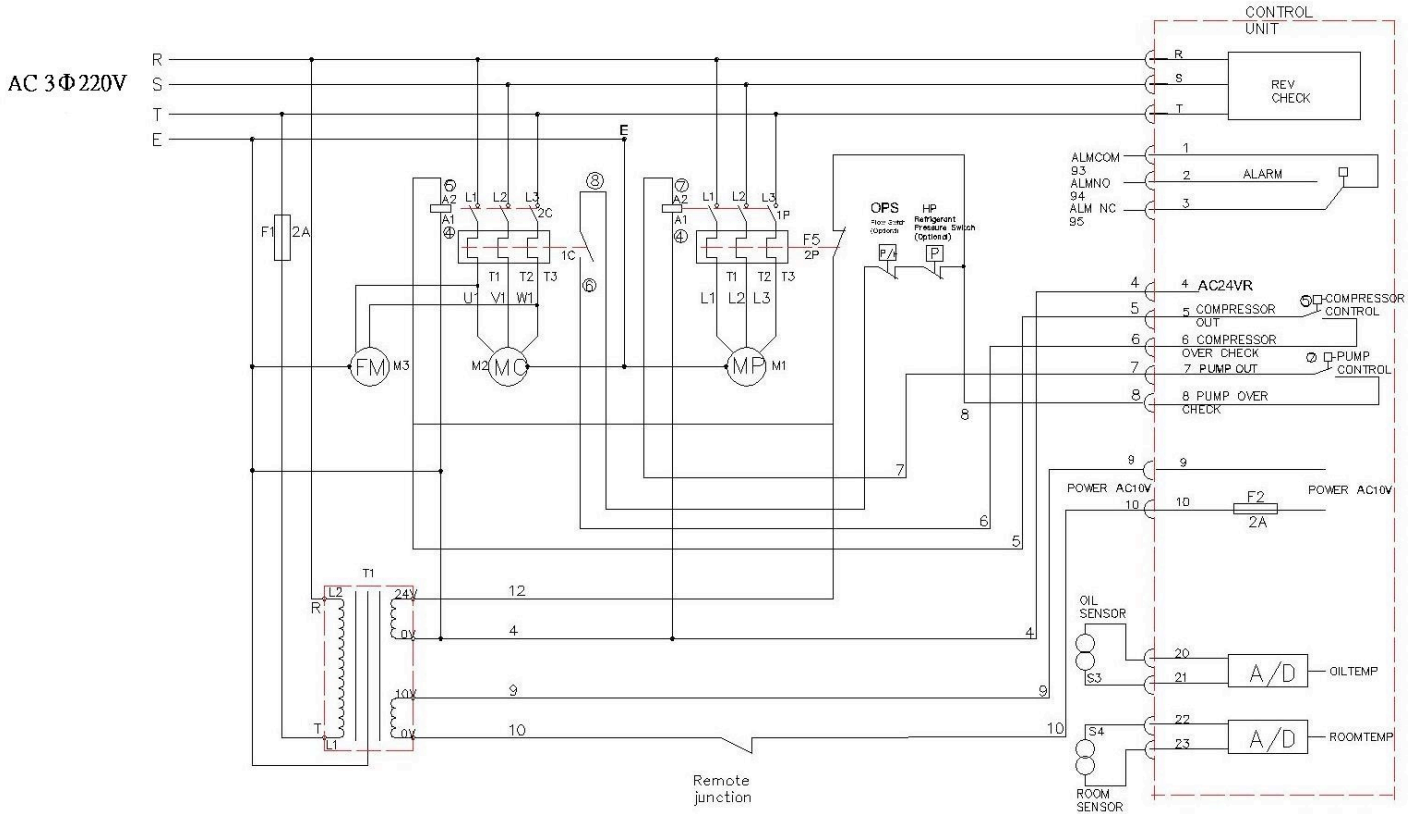 CONTROL
UNIT
AC 3Φ220V
R
S
T
E
E
R
S
T
REV
CHECK
ALMCOM
93
ALMNO
94
ALM NC
95
1
2
3
ALARM
⑤
A2
A1
④
L1
L2
L3
2C
⑧
1C
⑥
⑦
A2
A1
④
L1
L2
L3
1P
F5
2P
OPS
(Optional)
P/F
HP
Refrigerant
Pressure Switch
(Optional)
P
F1
2A
T1
T2
T3
U1
V1
W1
T1
T2
T3
L1
L2
L3
FM
M3
M2
MC
MP
M1
4
4
AC24VR
5
5 COMPRESSOR
OUT
⑤
COMPRESSOR
CONTROL
6
6 COMPRESSOR
OVER CHECK
7
7 PUMP OUT
⑦
PUMP
CONTROL
8
8 PUMP OVER
CHECK
8
7
6
5
9
9
POWER AC10V
POWER AC10V
10
10
F2
2A
T1
L2
R
24V
12
0V
4
4
10V
9
9
T
L1
0V
10
10
Remote
junction
OIL
SENSOR
S3
20
21
A/D
OILTEMP
S4
22
23
A/D
ROOMTEMP
ROOM
SENSOR